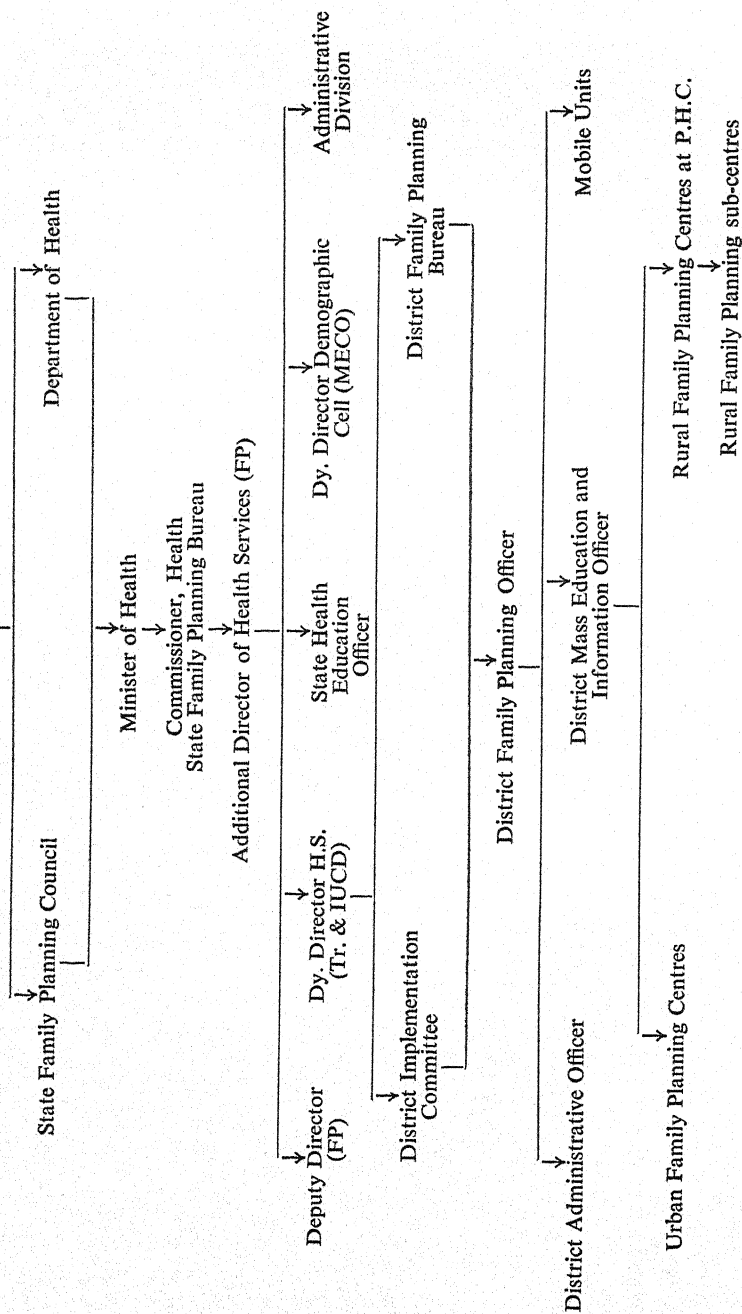 State Family Planning Council
Department of Health
Minister of Health
Commissioner, Health
State Family Planning Bureau
Additional Director of Health Services (FP)
Deputy Director
(FP)
Dy. Director H.S.
(Tr. & IUCD)
State Health
Education
Officer
Dy. Director Demographic
Cell (MECO)
Administrative
Division
District Implementation
Committee
District Family Planning
Bureau
District Family Planning Officer
District Administrative Officer
District Mass Education and
Information Officer
Mobile Units
Urban Family Planning Centres
Rural Family Planning Centres at P.H.C.
Rural Family Planning sub-centres